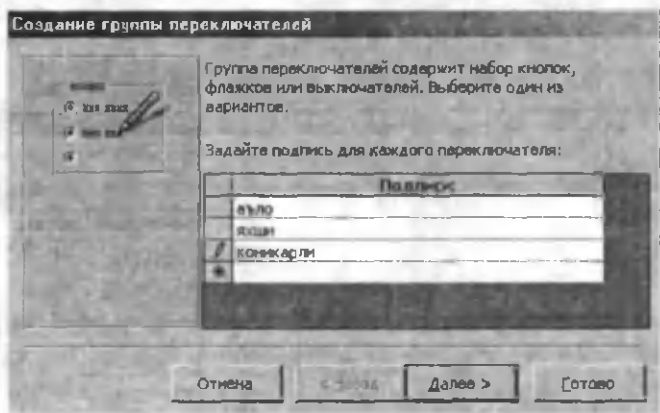 Создание группы переключателей
Группа переключателей содержит набор кнопок,
флажков или выключателей. Выберите один из
вариантов.
Задайте подпись для каждого переключателя:
Подписи:
аъло
яхши
коникарли
Отмена
< Назад
Далее >
Готово